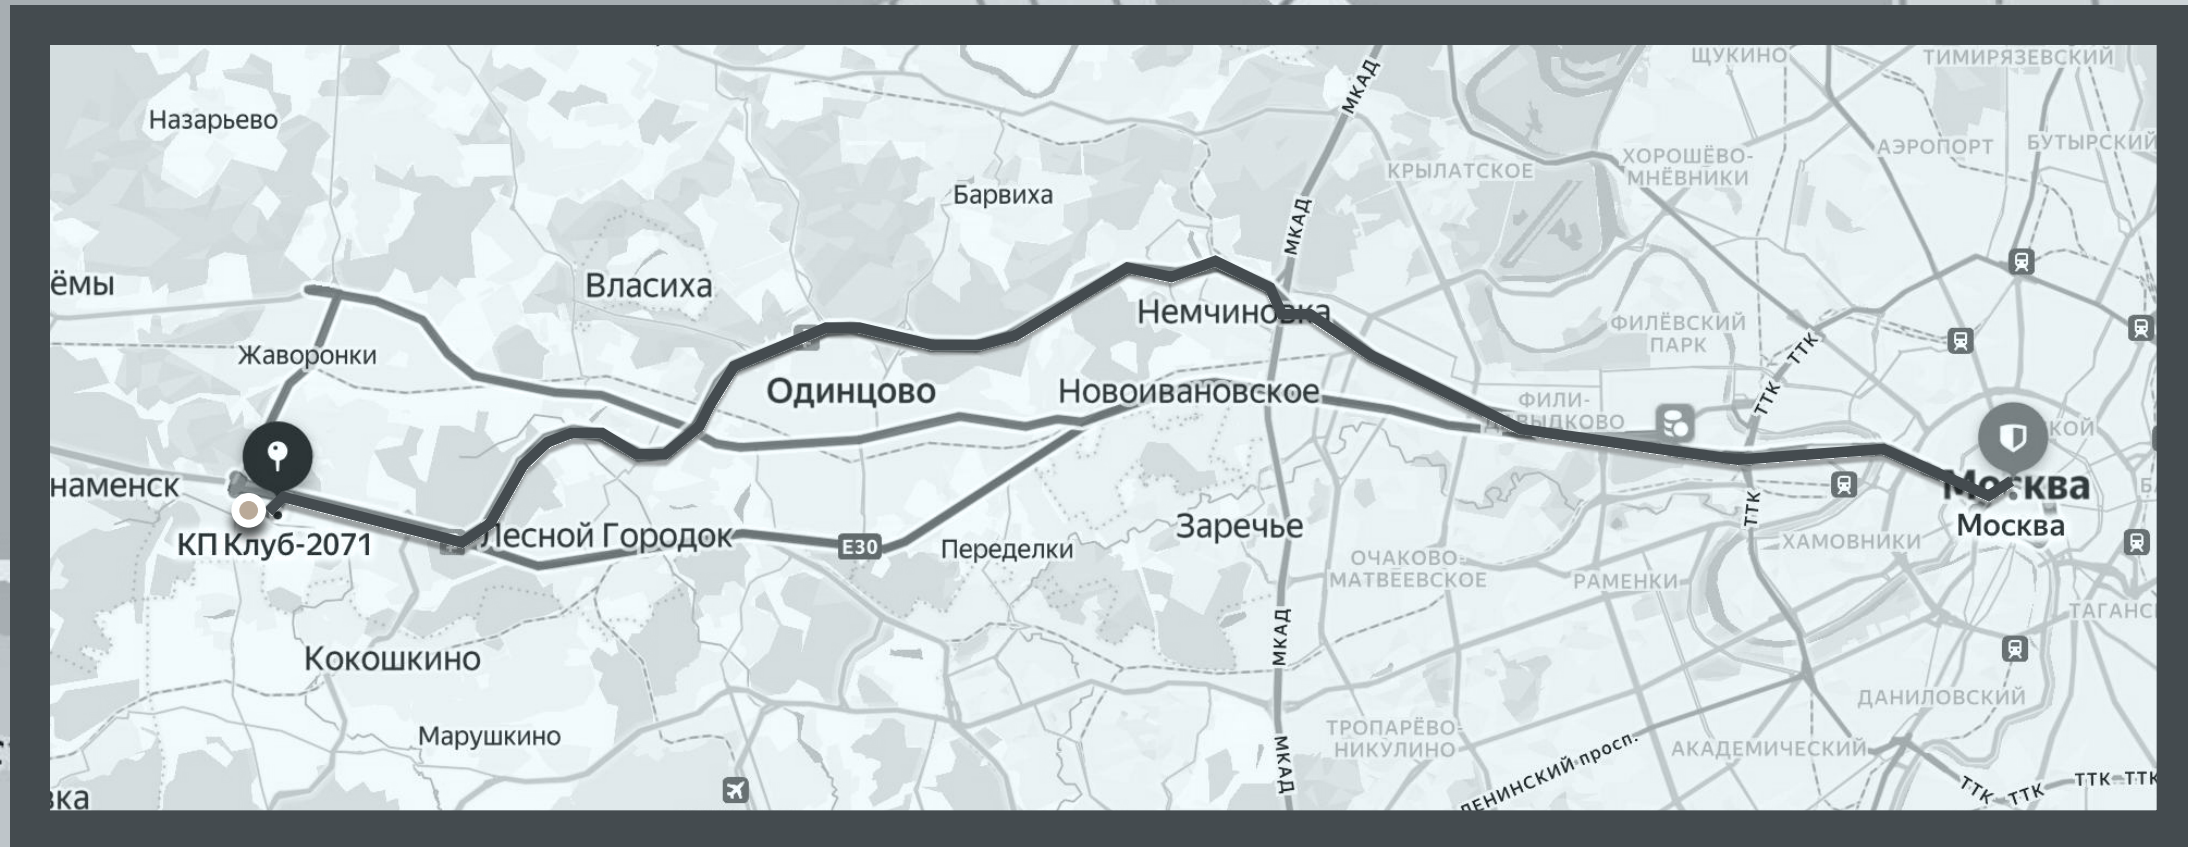 ЩУКИНО
ТИМИРЯЗЕВСКИЙ
МКАД
Назарьево
АЭРОПОРТ
БУТЫРСКИЙ
ХОРОШЁВО-
МНЁВНИКИ
КРЫЛАТСКОЕ
Барвиха
МКАД
ёмы
Власиха
Немчиновка
ФИЛЁВСКИЙ
ПАРК
ТТК
Жаворонки
ТТК
Одинцово
Новоивановское
ФИЛИ-
ДАВЫДКОВО
КОЙ
наменск
Москва
ТТК
Москва
Лесной Городок
КП Клуб-2071
E30
Переделки
Заречье
ХАМОВНИКИ
ОЧАКОВО-
МАТВЕЕВСКОЕ
РАМЕНКИ
ТАГАНС
МКАД
Кокошкино
ДАНИЛОВСКИЙ
Марушкино
ТРОПАРЁВО-
НИКУЛИНО
АКАДЕМИЧЕСКИЙ
МКАД
ЛЕНИНСКИЙ просп.
ТТК
ТТК
ТТК
ТТК
вка